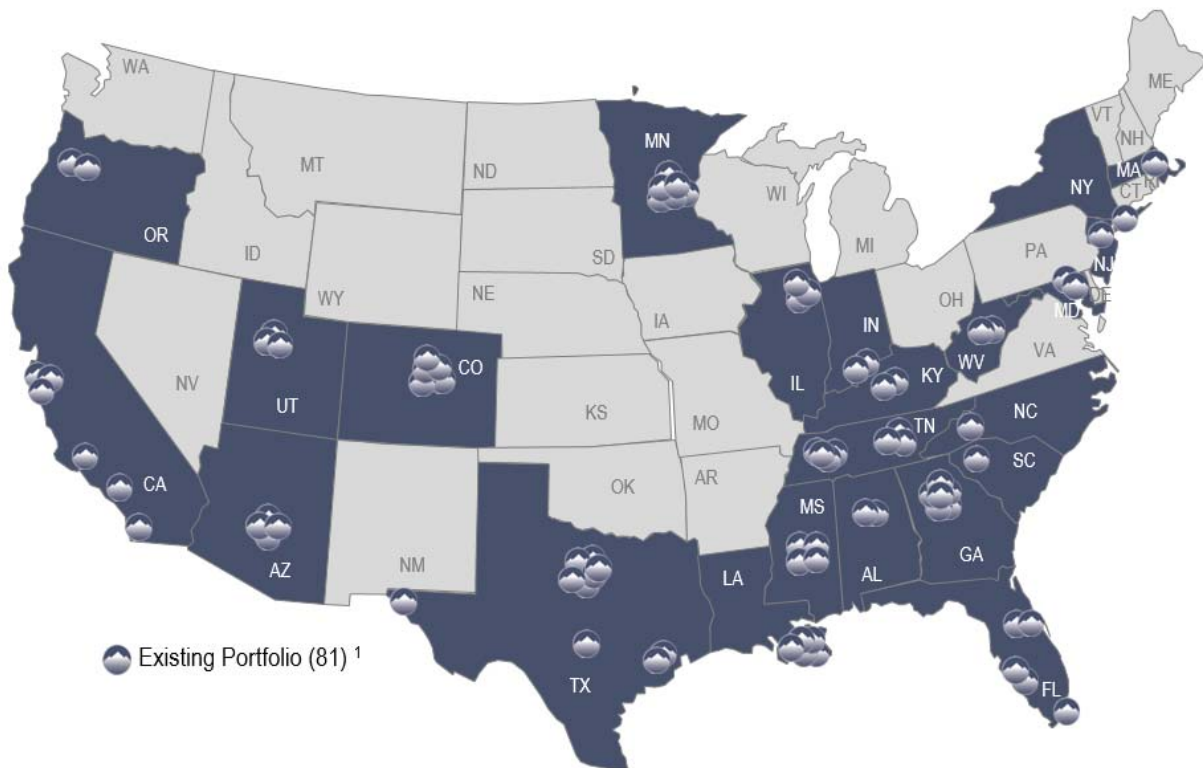 WA
ME
MT
ND
MN
VT
NH
OR
ID
WY
SD
WI
MI
NY
MA
CT
RI
NE
IA
PA
NJ
NV
UT
CO
KS
MO
IL
IN
OH
WV
MD
DE
VA
KY
CA
AZ
NM
OK
AR
TN
NC
SC
MS
AL
GA
LA
TX
FL
Existing Portfolio (81) 1